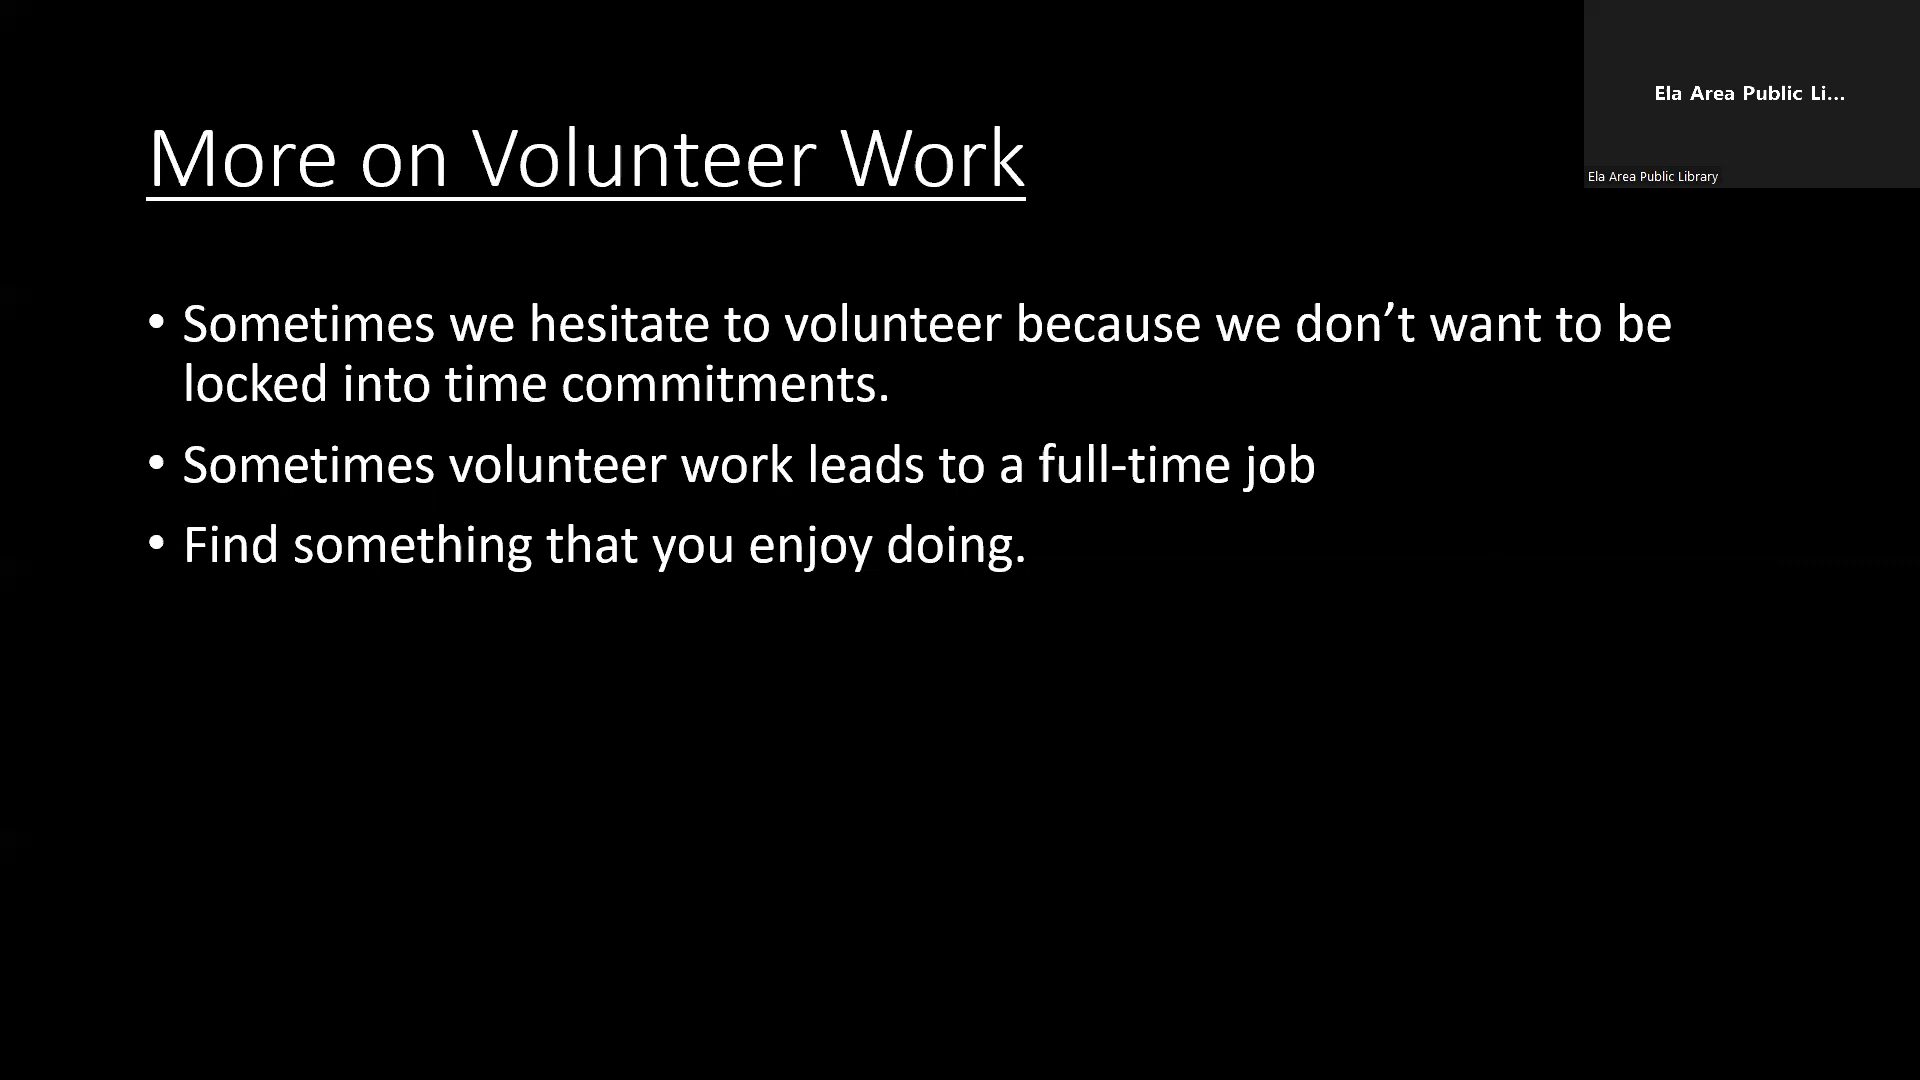 Ela Area Public Li...
Ela Area Public Library
More on Volunteer Work
• Sometimes we hesitate to volunteer because we don’t want to be
locked into time commitments.
• Sometimes volunteer work leads to a full-time job
• Find something that you enjoy doing.